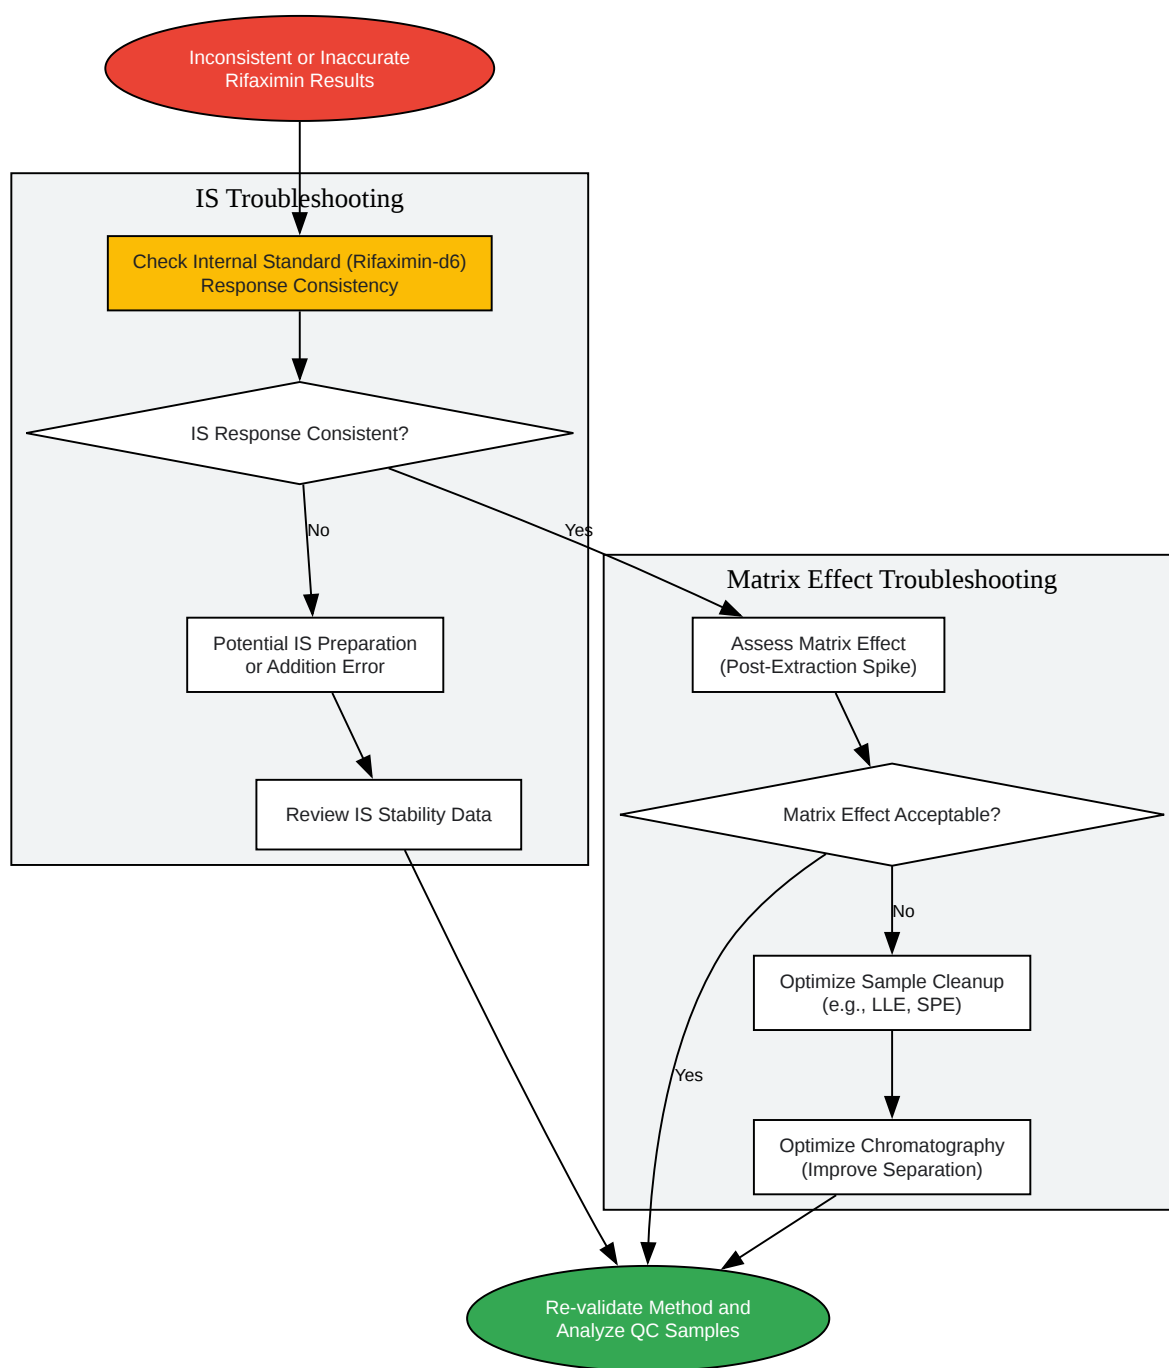 Inconsistent or Inaccurate
Rifaximin Results
IS Troubleshooting
Check Internal Standard (Rifaximin-d6)
Response Consistency
IS Response Consistent?
No
Yes
Potential IS Preparation
or Addition Error
Review IS Stability Data
Matrix Effect Troubleshooting
Assess Matrix Effect
(Post-Extraction Spike)
Matrix Effect Acceptable?
No
Optimize Sample Cleanup
(e.g., LLE, SPE)
Yes
Optimize Chromatography
(Improve Separation)
Re-validate Method and
Analyze QC Samples